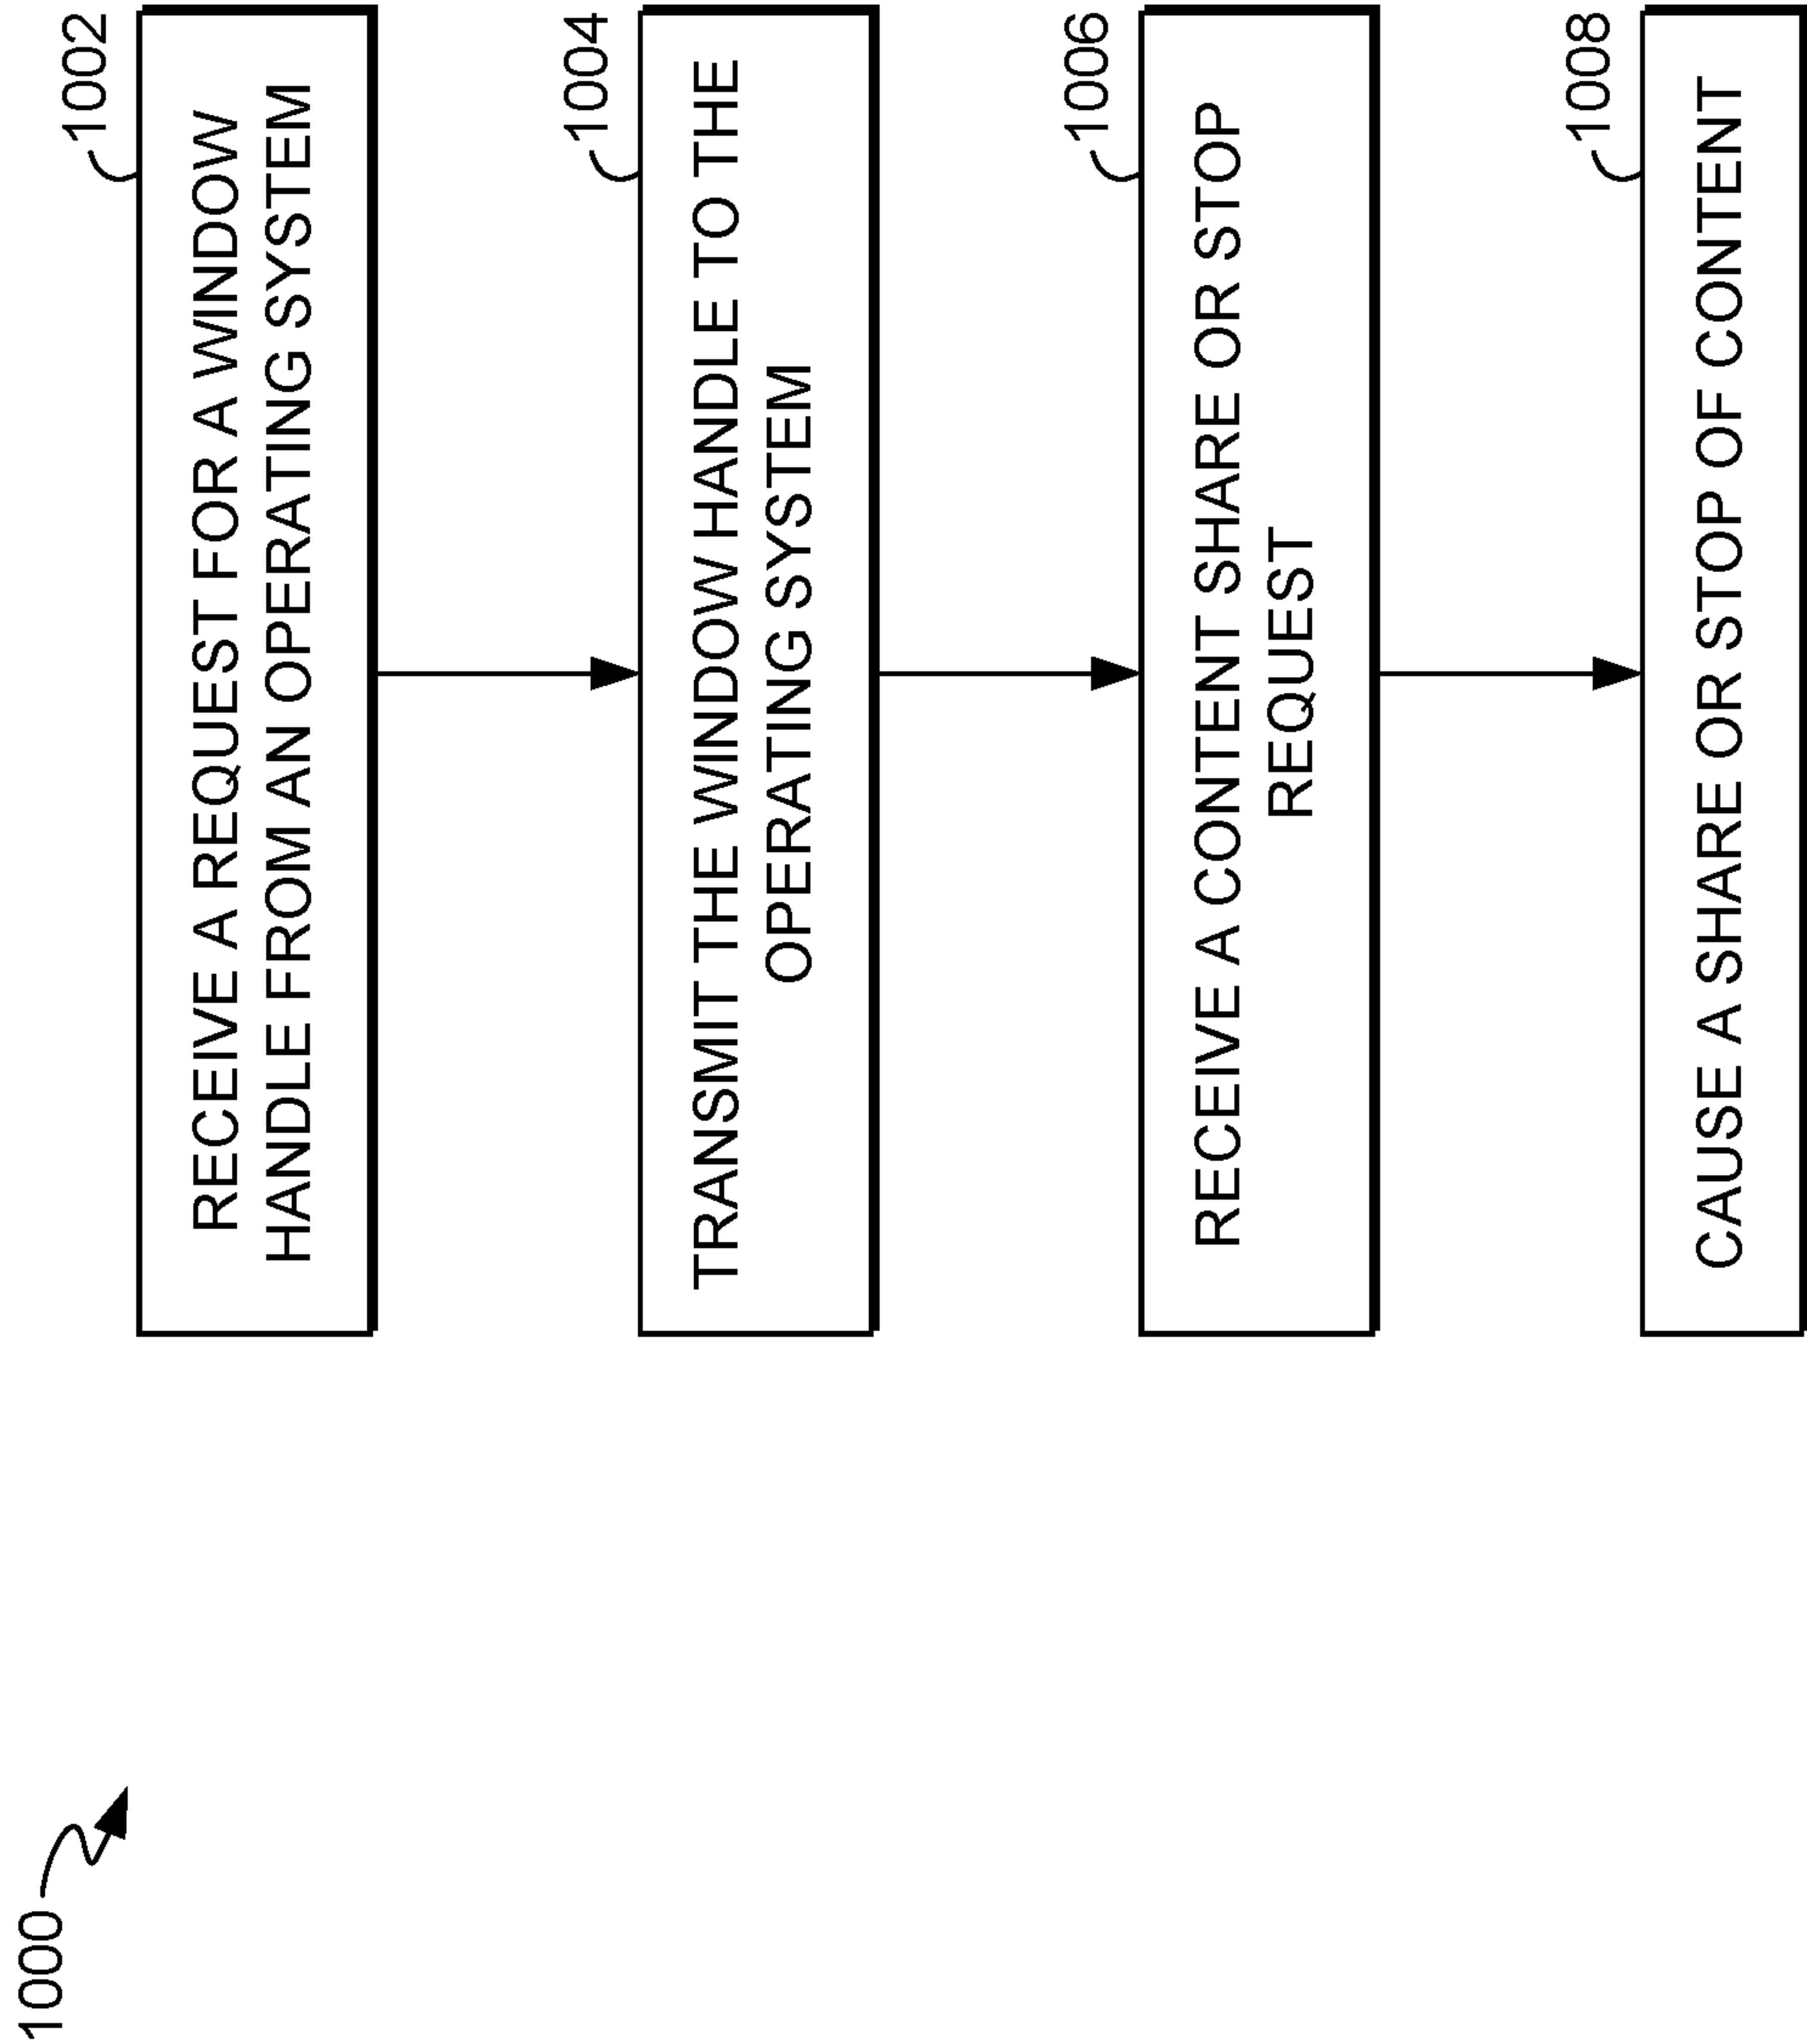 1000
1002
RECEIVE A REQUEST FOR A WINDOW
HANDLE FROM AN OPERATING SYSTEM
1004
TRANSMIT THE WINDOW HANDLE TO THE
OPERATING SYSTEM
1006
RECEIVE A CONTENT SHARE OR STOP
REQUEST
1008
CAUSE A SHARE OR STOP OF CONTENT